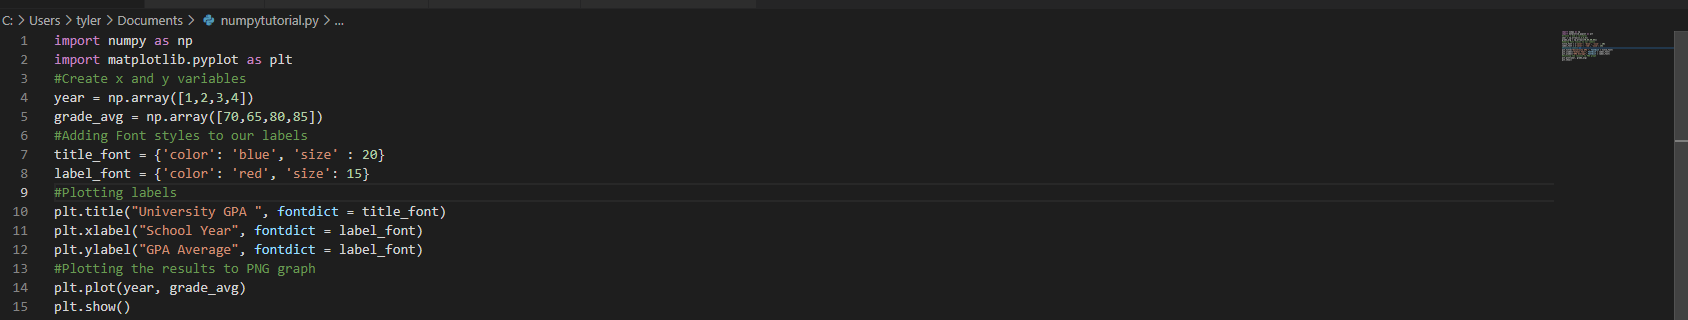 C: > Users > tyler > Documents > numpytutorial.py > ...
1 import numpy as np
2 import matplotlib.pyplot as plt
3 #Create x and y variables
4 year = np.array([1,2,3,4])
5 grade_avg = np.array([70,65,80,85])
6 #Adding Font styles to our labels
7 title_font = {'color': 'blue', 'size' : 20}
8 label_font = {'color': 'red', 'size': 15}
9 #Plotting labels
10 plt.title("University GPA ", fontdict = title_font)
11 plt.xlabel("School Year", fontdict = label_font)
12 plt.ylabel("GPA Average", fontdict = label_font)
13 #Plotting the results to PNG graph
14 plt.plot(year, grade_avg)
15 plt.show()